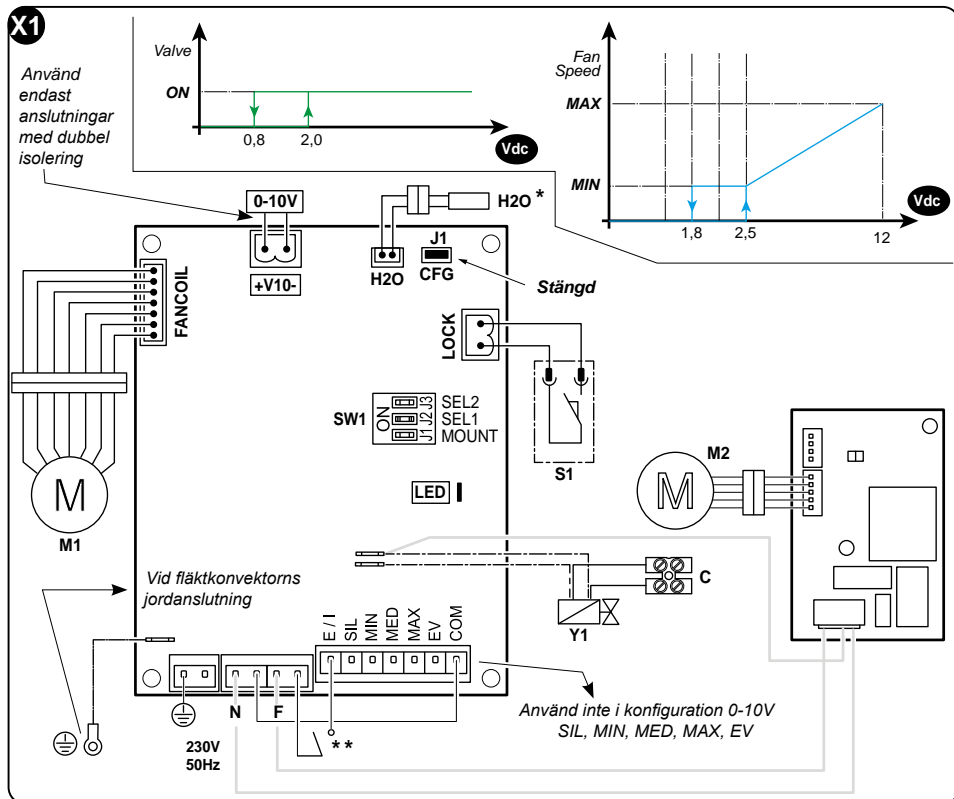 X1
Valve
ON
0,8
2,0
Vdc
Fan
Speed
MAX
MIN
1,8
2,5
12
Vdc
Använd
endast
anslutningar
med dubbel
isolering
0-10V
+V10-
H2O *
H2O
J1
CFG
Stängd
FANCOIL
LOCK
SW1
ON
J3 SEL2
J2 SEL1
J1 MOUNT
S1
M
M1
M
M2
LED
C
Y1
Vid fläktkonvektorns
jordanslutning
E / I
SIL
MIN
MED
MAX
EV
COM
N
F
230V
50Hz
* *
Använd inte i konfiguration 0-10V
SIL, MIN, MED, MAX, EV